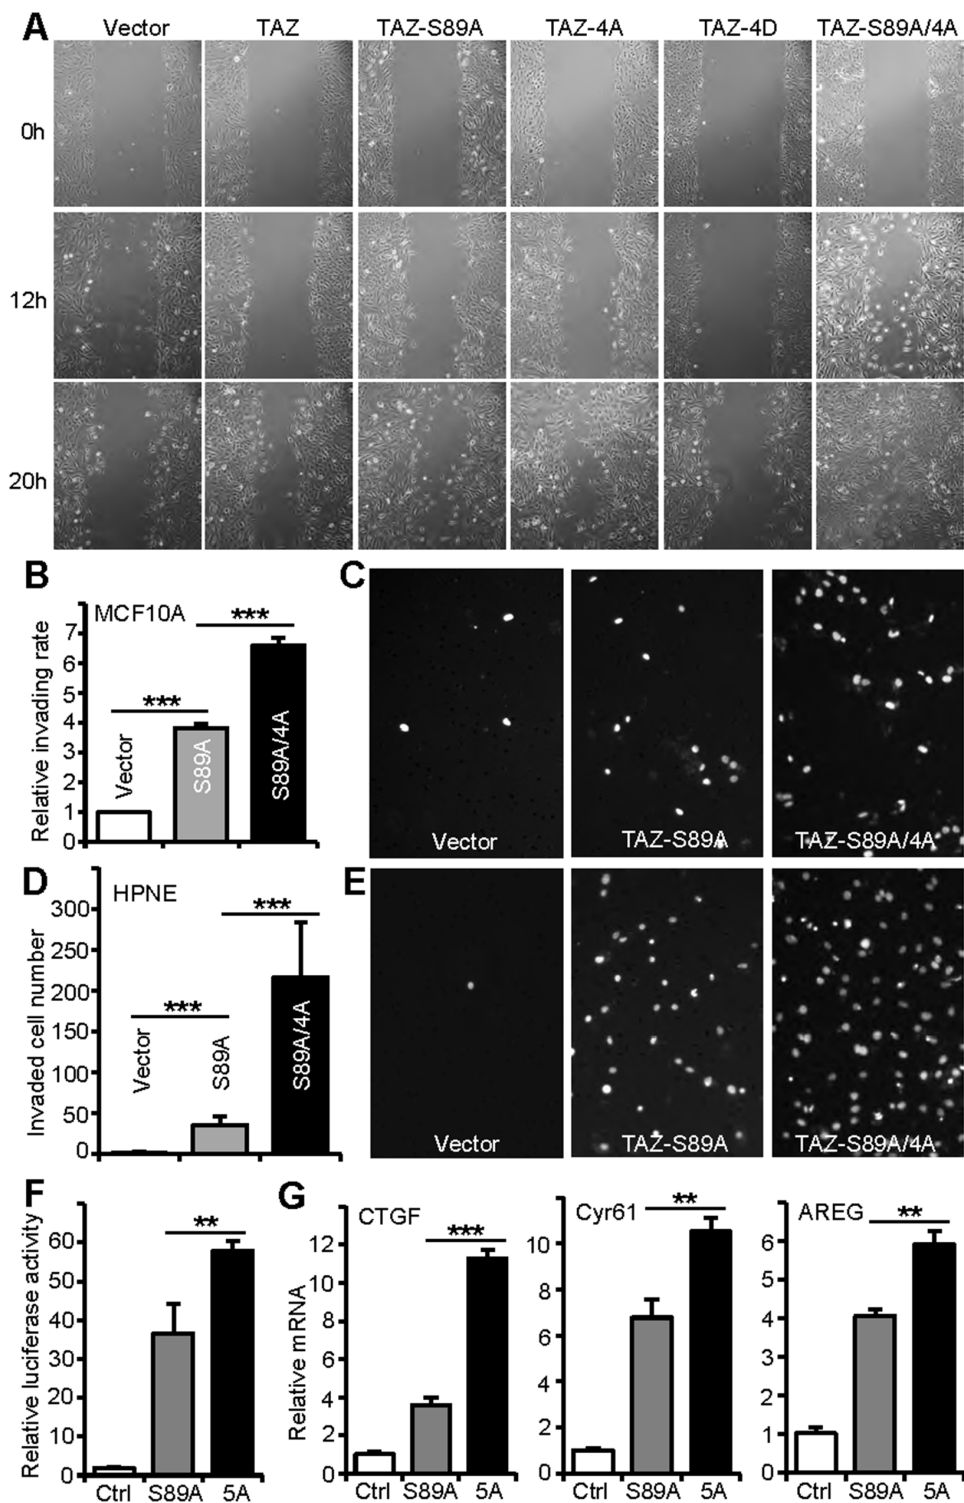 A
Vector TAZ TAZ-S89A TAZ-4A TAZ-4D TAZ-S89A/4A
0h
12h
20h
B
MCF10A
Relative invading rate
7
6
5
4
3
2
1
0
***
***
Vector
S89A
S89A/4A
C
Vector
TAZ-S89A
TAZ-S89A/4A
D
HPNE
Invaded cell number
300
250
200
150
100
50
0
***
***
Vector
S89A
S89A/4A
E
Vector
TAZ-S89A
TAZ-S89A/4A
F
Relative luciferase activity
60
50
40
30
20
10
0
**
Ctrl S89A 5A
G
Relative mRNA
CTGF
12
10
8
6
4
2
0
***
Ctrl S89A 5A
Cyr61
10
8
6
4
2
0
**
Ctrl S89A 5A
AREG
6
5
4
3
2
1
0
**
Ctrl S89A 5A